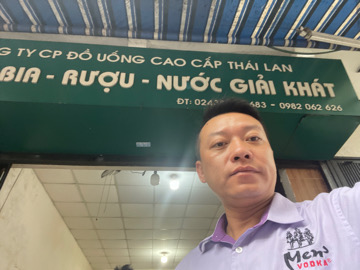 G TY CP ĐỒ UỐNG CAO CẤP THÁI LAN
BIA - RƯỢU - NƯỚC GIẢI KHÁT
ĐT: 024 683 - 0982 062 626
Men's
VODKA